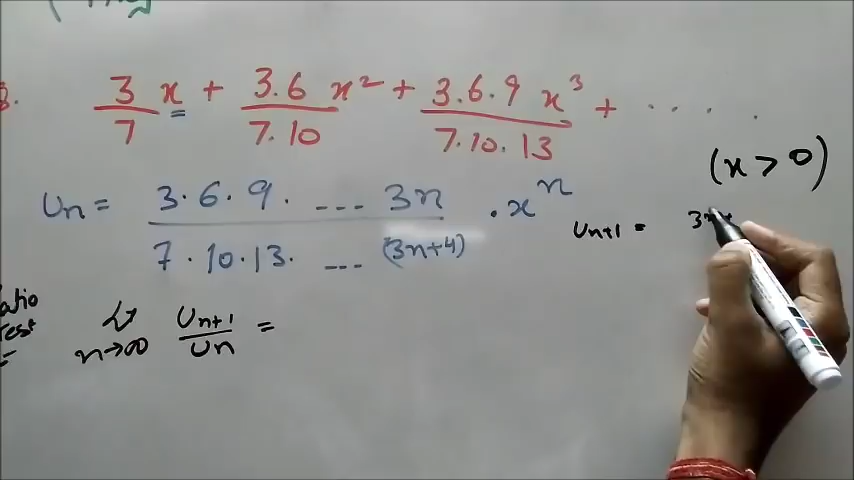 3/7 x + 3.6/7.10 x² + 3.6.9/7.10.13 x³ + .....
(x > 0)
Un = 3.6.9. --- 3n / 7.10.13. --- (3n+4) . xⁿ
Un+1 =
Lt n→∞ Un+1/Un =